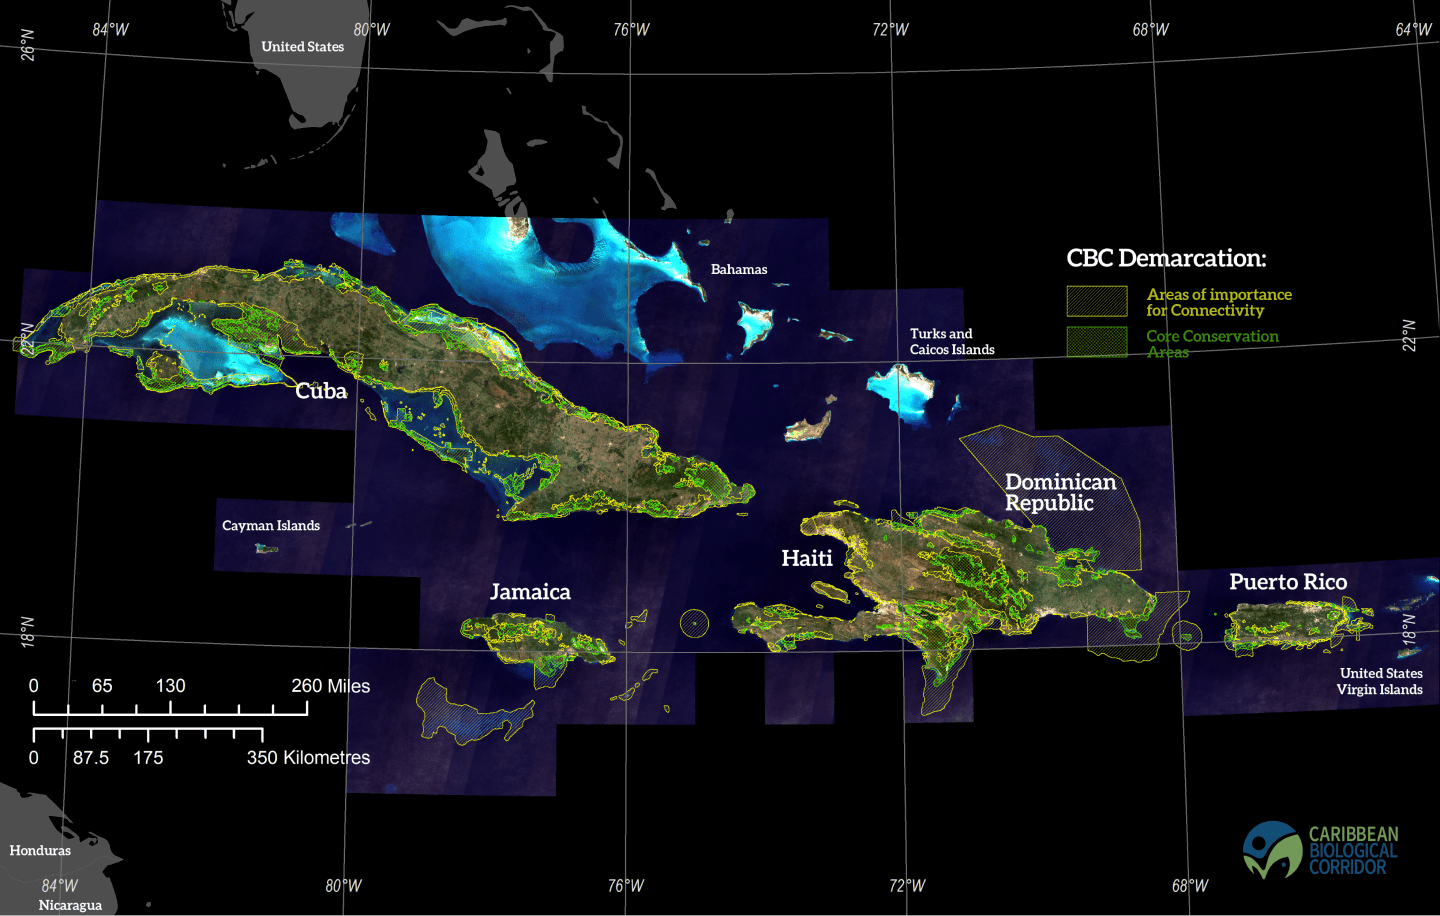 84°W
80°W
76°W
72°W
68°W
64°W
26°N
United States
CBC Demarcation:
Bahamas
Areas of importance
for Connectivity
Core Conservation
Areas
Turks and
Caicos Islands
22°N
22°N
Cuba
Dominican
Republic
Cayman Islands
Haiti
Jamaica
Puerto Rico
18°N
18°N
United States
Virgin Islands
0 65 130 260 Miles
0 87.5 175 350 Kilometres
CARIBBEAN
BIOLOGICAL
CORRIDOR
Honduras
84°W
80°W
76°W
72°W
68°W
Nicaragua